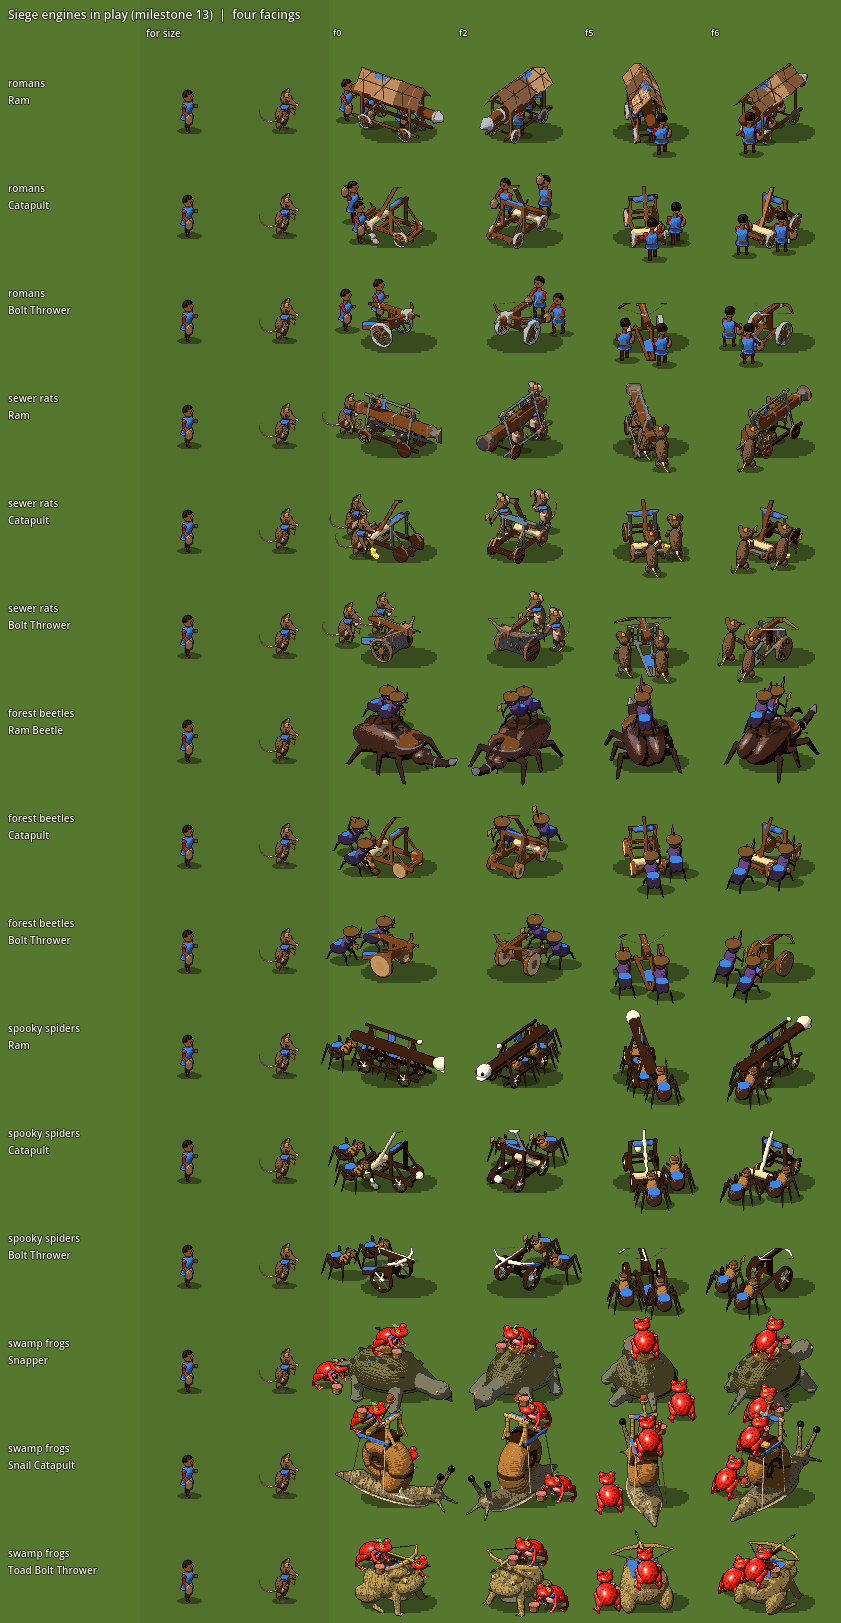 Siege engines in play (milestone 13)  |  four facings
for size
f0
f2
f5
f6
romans
Ram
romans
Catapult
romans
Bolt Thrower
sewer rats
Ram
sewer rats
Catapult
sewer rats
Bolt Thrower
forest beetles
Ram Beetle
forest beetles
Catapult
forest beetles
Bolt Thrower
spooky spiders
Ram
spooky spiders
Catapult
spooky spiders
Bolt Thrower
swamp frogs
Snapper
swamp frogs
Snail Catapult
swamp frogs
Toad Bolt Thrower